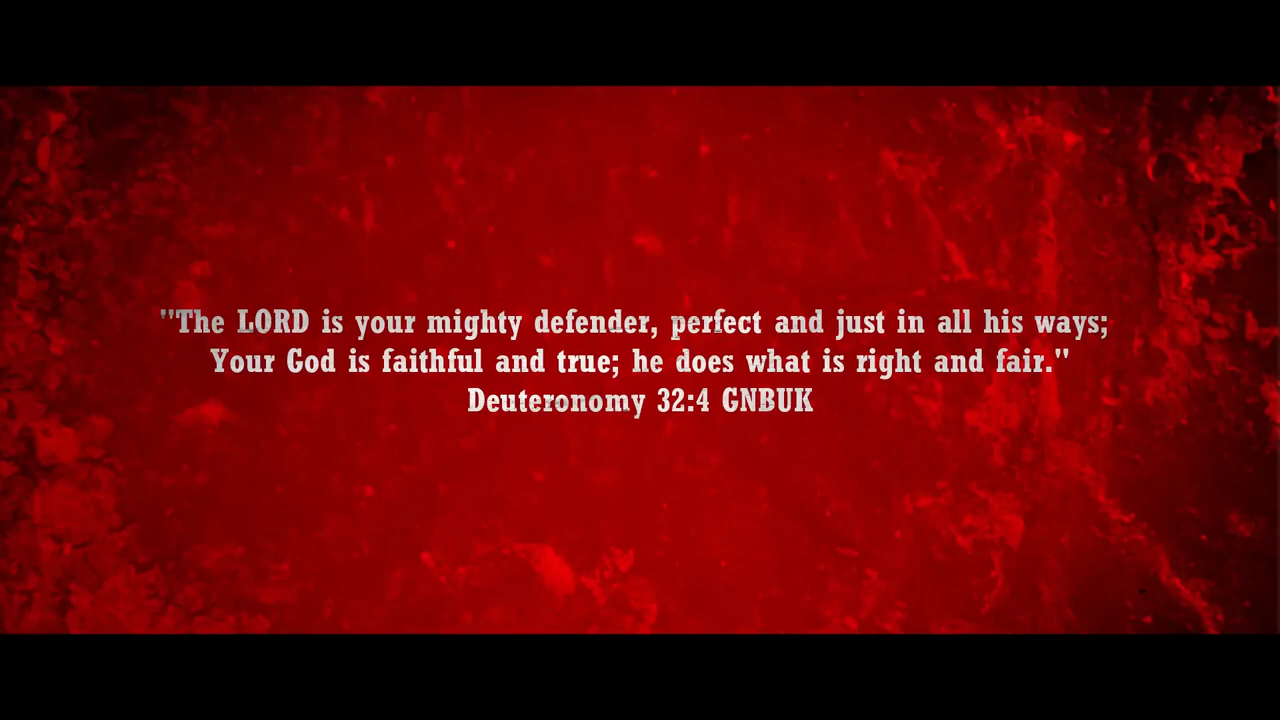 "The LORD is your mighty defender, perfect and just in all his ways;
Your God is faithful and true; he does what is right and fair."
Deuteronomy 32:4 GNBUK